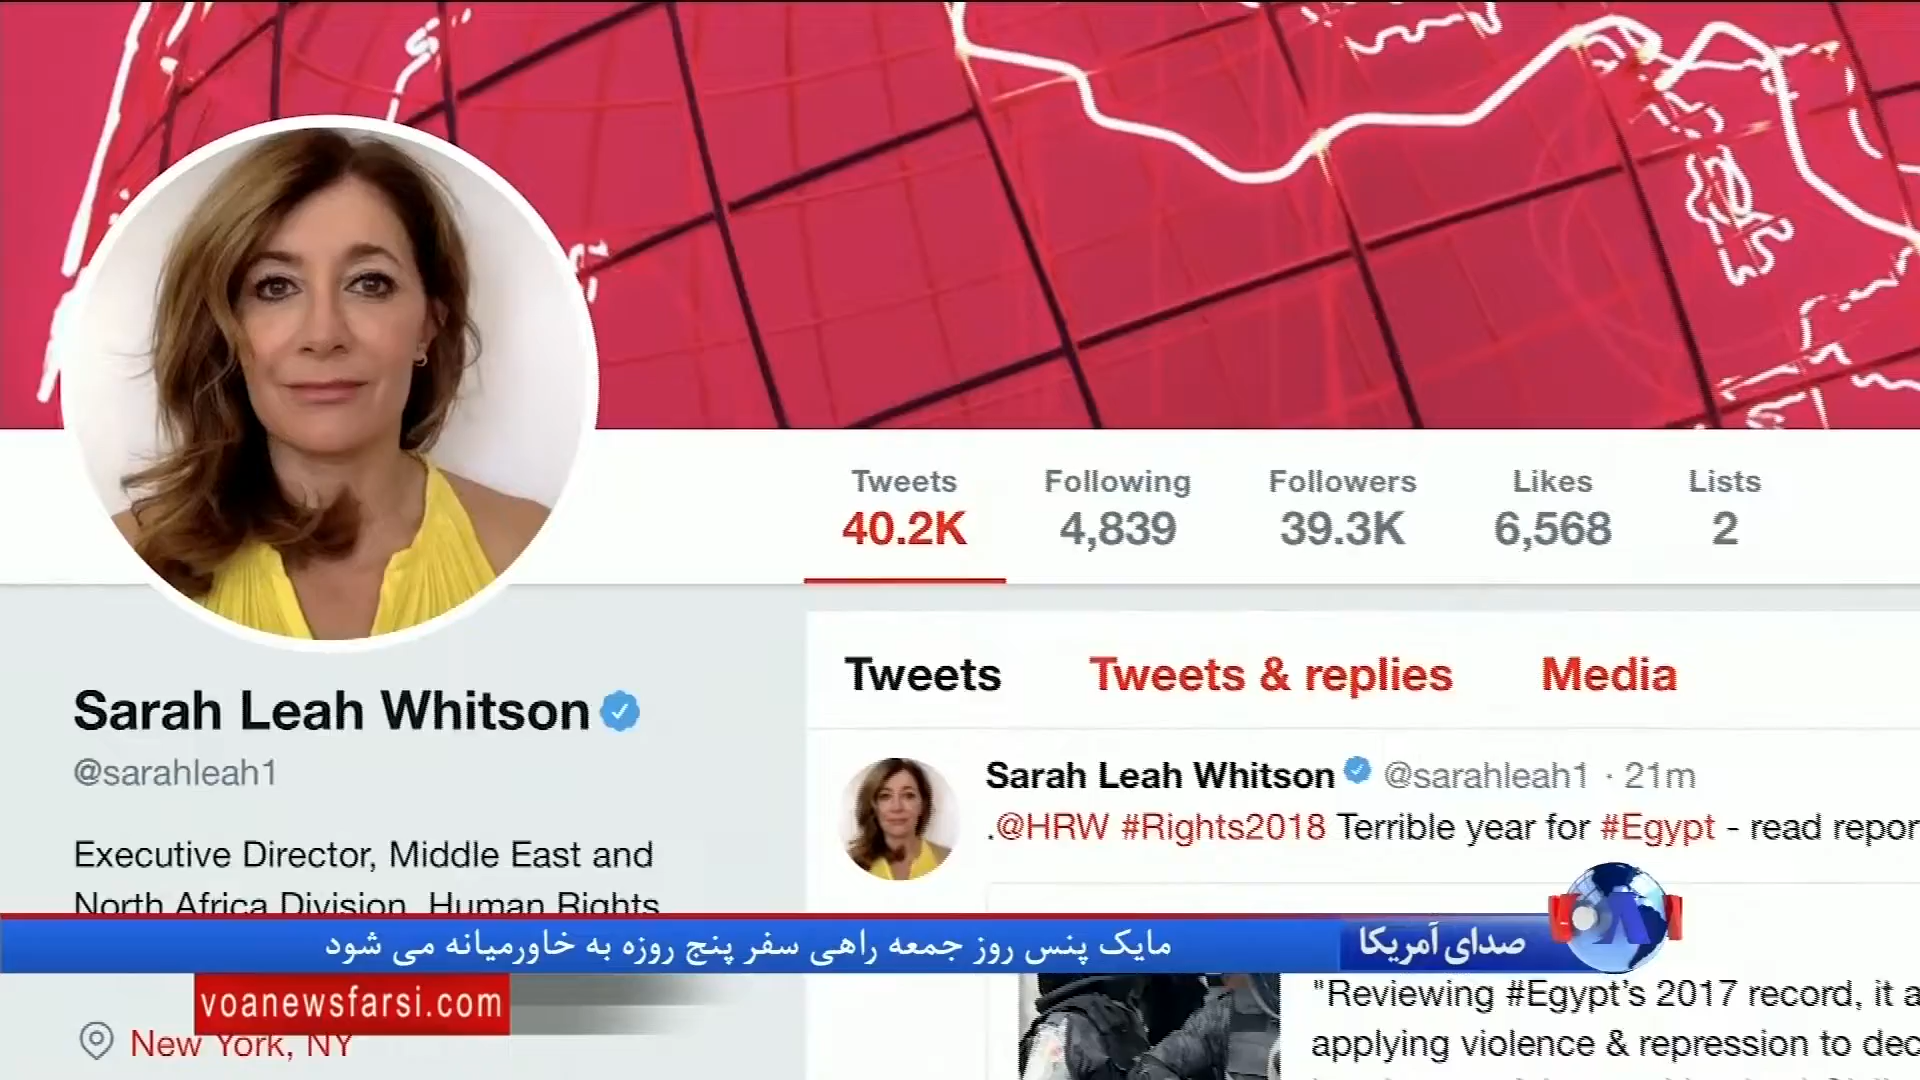 Tweets Following Followers Likes Lists
40.2K 4,839 39.3K 6,568 2
Tweets Tweets & replies Media
Sarah Leah Whitson
@sarahleah1
Executive Director, Middle East and
North Africa Division, Human Rights
New York, NY
Sarah Leah Whitson @sarahleah1 · 21m
.@HRW #Rights2018 Terrible year for #Egypt - read repor
"Reviewing #Egypt's 2017 record, it a
applying violence & repression to dec
صدای آمریکا
مایک پنس روز جمعه راهی سفر پنج روزه به خاورمیانه می شود
VOA
voanewsfarsi.com